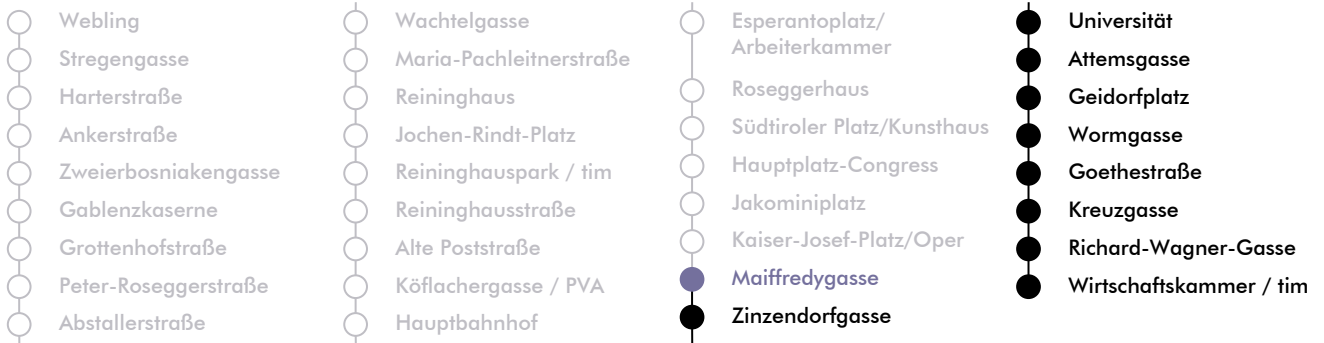 Webling
Stregengasse
Harterstraße
Ankerstraße
Zweierbosniakengasse
Gablenzkaserne
Grottenhofstraße
Peter-Roseggerstraße
Abstallerstraße
Wachtelgasse
Maria-Pachleitnerstraße
Reininghaus
Jochen-Rindt-Platz
Reininghauspark / tim
Reininghausstraße
Alte Poststraße
Köflachergasse / PVA
Hauptbahnhof
Esperantoplatz/
Arbeiterkammer
Roseggerhaus
Südtiroler Platz/Kunsthaus
Hauptplatz-Congress
Jakominiplatz
Kaiser-Josef-Platz/Oper
Maiffredygasse
Zinzendorfgasse
Universität
Attemsgasse
Geidorfplatz
Wormgasse
Goethestraße
Kreuzgasse
Richard-Wagner-Gasse
Wirtschaftskammer / tim